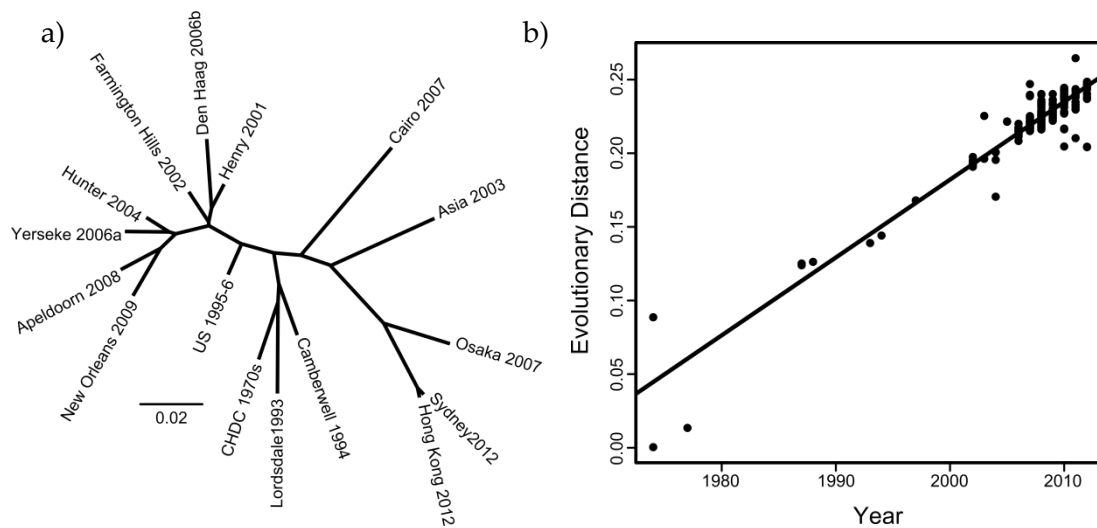 a)
Farmington Hills 2002
Den Haag 2006b
Henry 2001
Cairo 2007
Hunter 2004
Yerseke 2006a
Asia 2003
Apeldoorn 2008
New Orleans 2009
US 1995-6
CHDC 1970s
Lordsdale1993
Camberwell 1994
Osaka 2007
Sydney2012
Hong Kong 2012
0.02
b)
Evolutionary Distance
0.25
0.20
0.15
0.10
0.05
0.00
1980
1990
2000
2010
Year